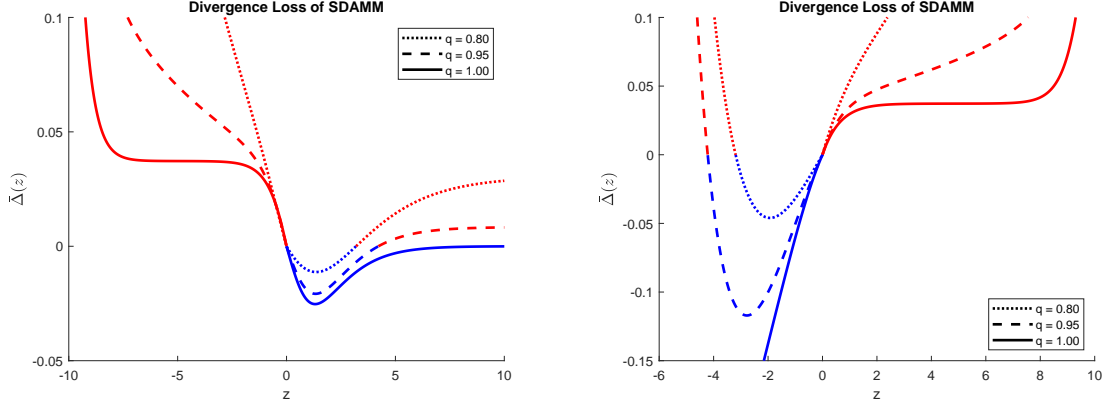 Divergence Loss of SDAMM
0.1
0.05
0
-0.05
-10
-5
0
5
10
z
Δ̄(z)
q = 0.80
q = 0.95
q = 1.00
Divergence Loss of SDAMM
0.1
0.05
0
-0.05
-0.1
-0.15
-6
-4
-2
0
2
4
6
8
10
z
Δ̄(z)
q = 0.80
q = 0.95
q = 1.00